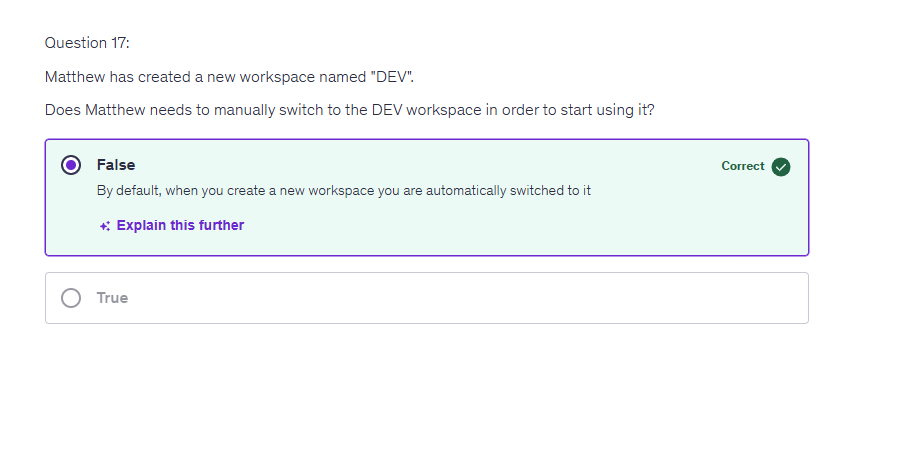 Question 17:
Matthew has created a new workspace named "DEV".
Does Matthew needs to manually switch to the DEV workspace in order to start using it?
False
Correct
By default, when you create a new workspace you are automatically switched to it
Explain this further
True